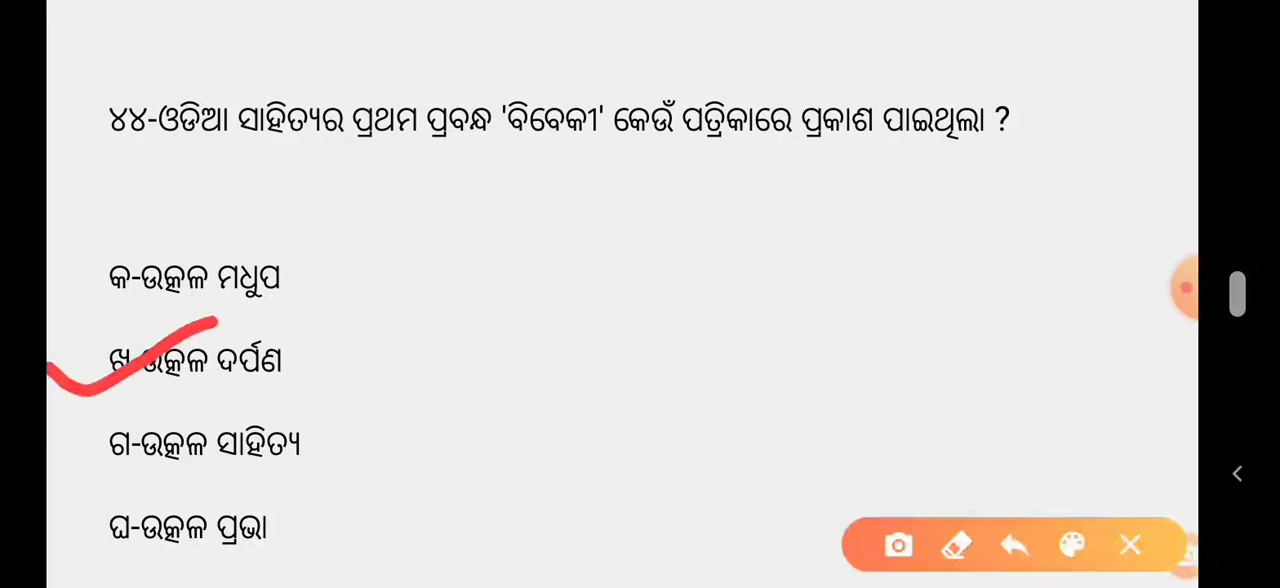 ୪୪-ଓଡିଆ ସାହିତ୍ୟର ପ୍ରଥମ ପ୍ରବନ୍ଧ 'ବିବେକୀ' କେଉଁ ପତ୍ରିକାରେ ପ୍ରକାଶ ପାଇଥିଲା ?
କ-ଉତ୍କଳ ମଧୁପ
ଖ-ଉତ୍କଳ ଦର୍ପଣ
ଗ-ଉତ୍କଳ ସାହିତ୍ୟ
ଘ-ଉତ୍କଳ ପ୍ରଭା